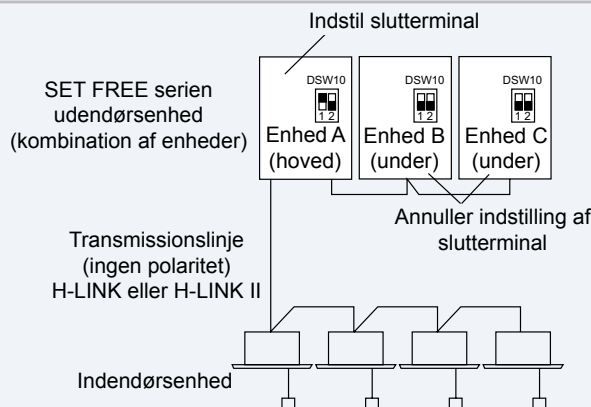 Indstil slutterminal
SET FREE serien
udendørsenhed
(kombination af enheder)
DSW10
1 2
Enhed A
(hoved)
DSW10
1 2
Enhed B
(under)
DSW10
1 2
Enhed C
(under)
Annuller indstilling af
slutterminal
Transmissionslinje
(ingen polaritet)
H-LINK eller H-LINK II
Indendørsenhed